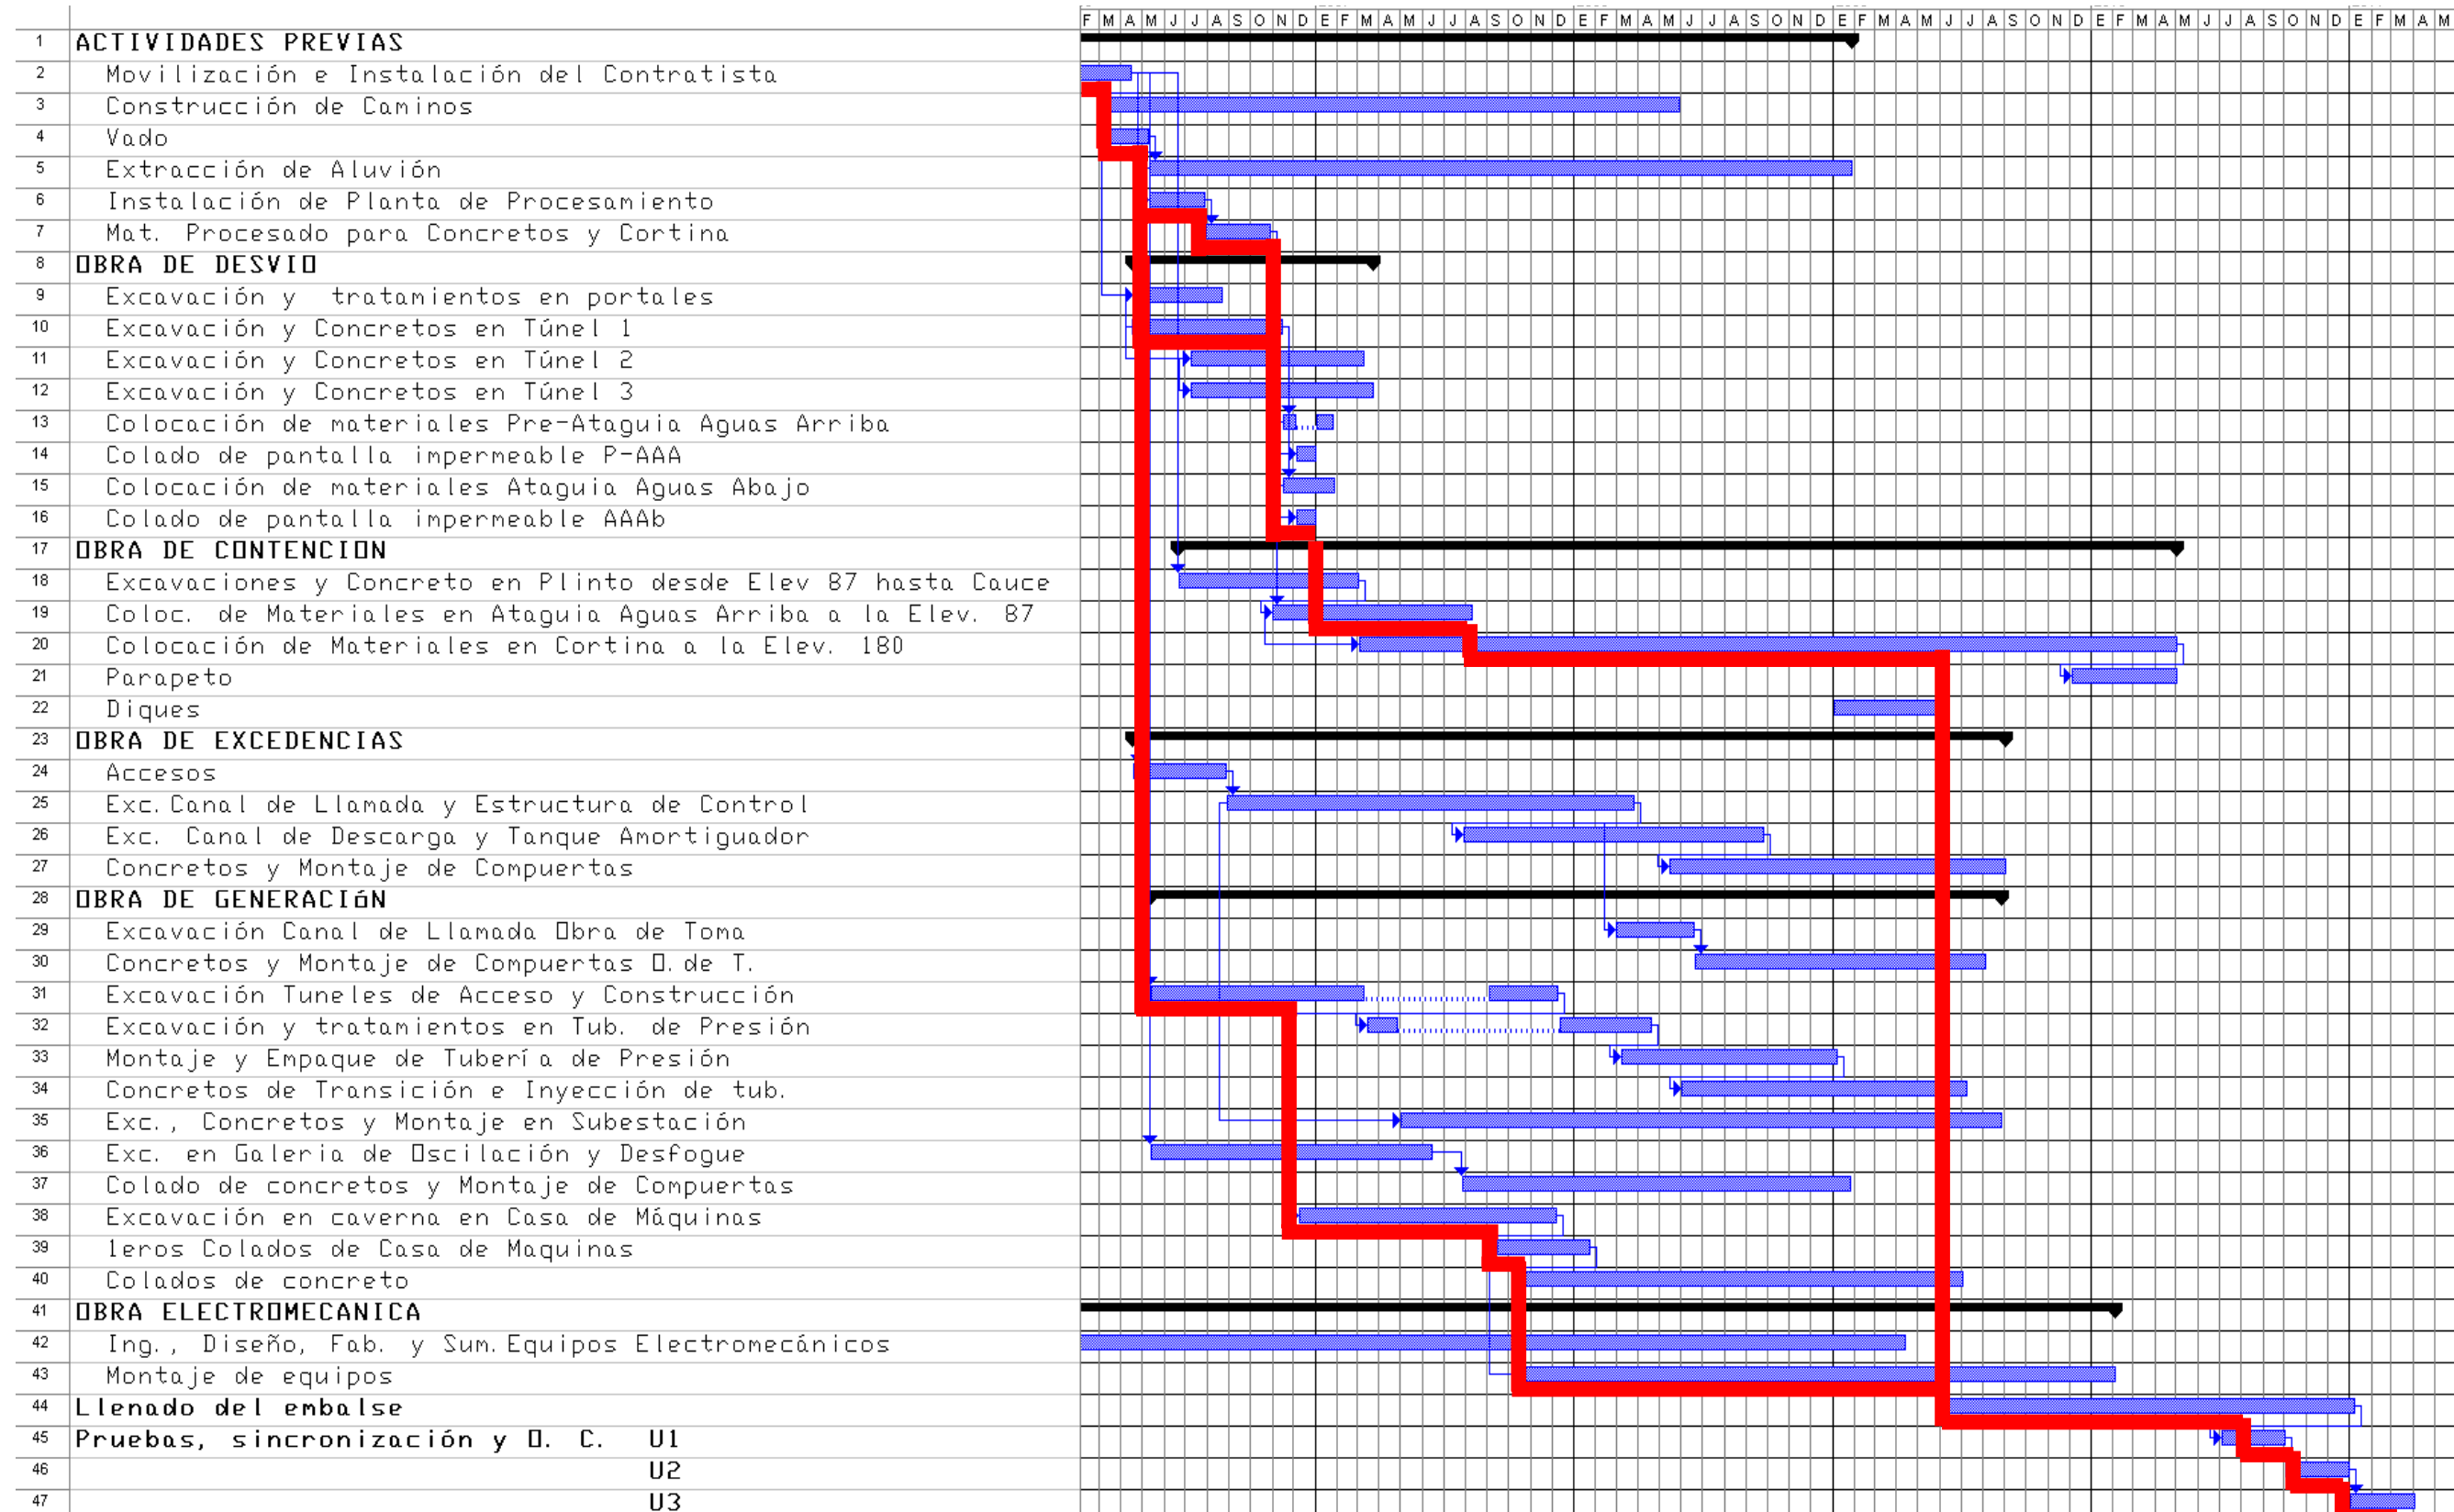 F M A M J J A S O N D E F M A M J J A S O N D E F M A M J J A S O N D E F M A M J J A S O N D E F M A M J J A S O N D E F M A M
1 ACTIVIDADES PREVIAS
2 Movilización e Instalación del Contratista
3 Construcción de Caminos
4 Vado
5 Extracción de Aluvión
6 Instalación de Planta de Procesamiento
7 Mat. Procesado para Concretos y Cortina
8 OBRA DE DESVIO
9 Excavación y tratamientos en portales
10 Excavación y Concretos en Túnel 1
11 Excavación y Concretos en Túnel 2
12 Excavación y Concretos en Túnel 3
13 Colocación de materiales Pre-Ataguia Aguas Arriba
14 Colado de pantalla impermeable P-AAA
15 Colocación de materiales Ataguia Aguas Abajo
16 Colado de pantalla impermeable AAAb
17 OBRA DE CONTENCION
18 Excavaciones y Concreto en Plinto desde Elev 87 hasta Cauce
19 Coloc. de Materiales en Ataguia Aguas Arriba a la Elev. 87
20 Colocación de Materiales en Cortina a la Elev. 180
21 Parapeto
22 Diques
23 OBRA DE EXCEDENCIAS
24 Accesos
25 Exc. Canal de Llamada y Estructura de Control
26 Exc. Canal de Descarga y Tanque Amortiguador
27 Concretos y Montaje de Compuertas
28 OBRA DE GENERACIóN
29 Excavación Canal de Llamada Obra de Toma
30 Concretos y Montaje de Compuertas O. de T.
31 Excavación Tuneles de Acceso y Construcción
32 Excavación y tratamientos en Tub. de Presión
33 Montaje y Empaque de Tubería de Presión
34 Concretos de Transición e Inyección de tub.
35 Exc., Concretos y Montaje en Subestación
36 Exc. en Galeria de Oscilación y Desfogue
37 Colado de concretos y Montaje de Compuertas
38 Excavación en caverna en Casa de Máquinas
39 1eros Colados de Casa de Maquinas
40 Colados de concreto
41 OBRA ELECTROMECANICA
42 Ing., Diseño, Fab. y Sum. Equipos Electromecánicos
43 Montaje de equipos
44 Llenado del embalse
45 Pruebas, sincronización y O. C. U1
46 U2
47 U3